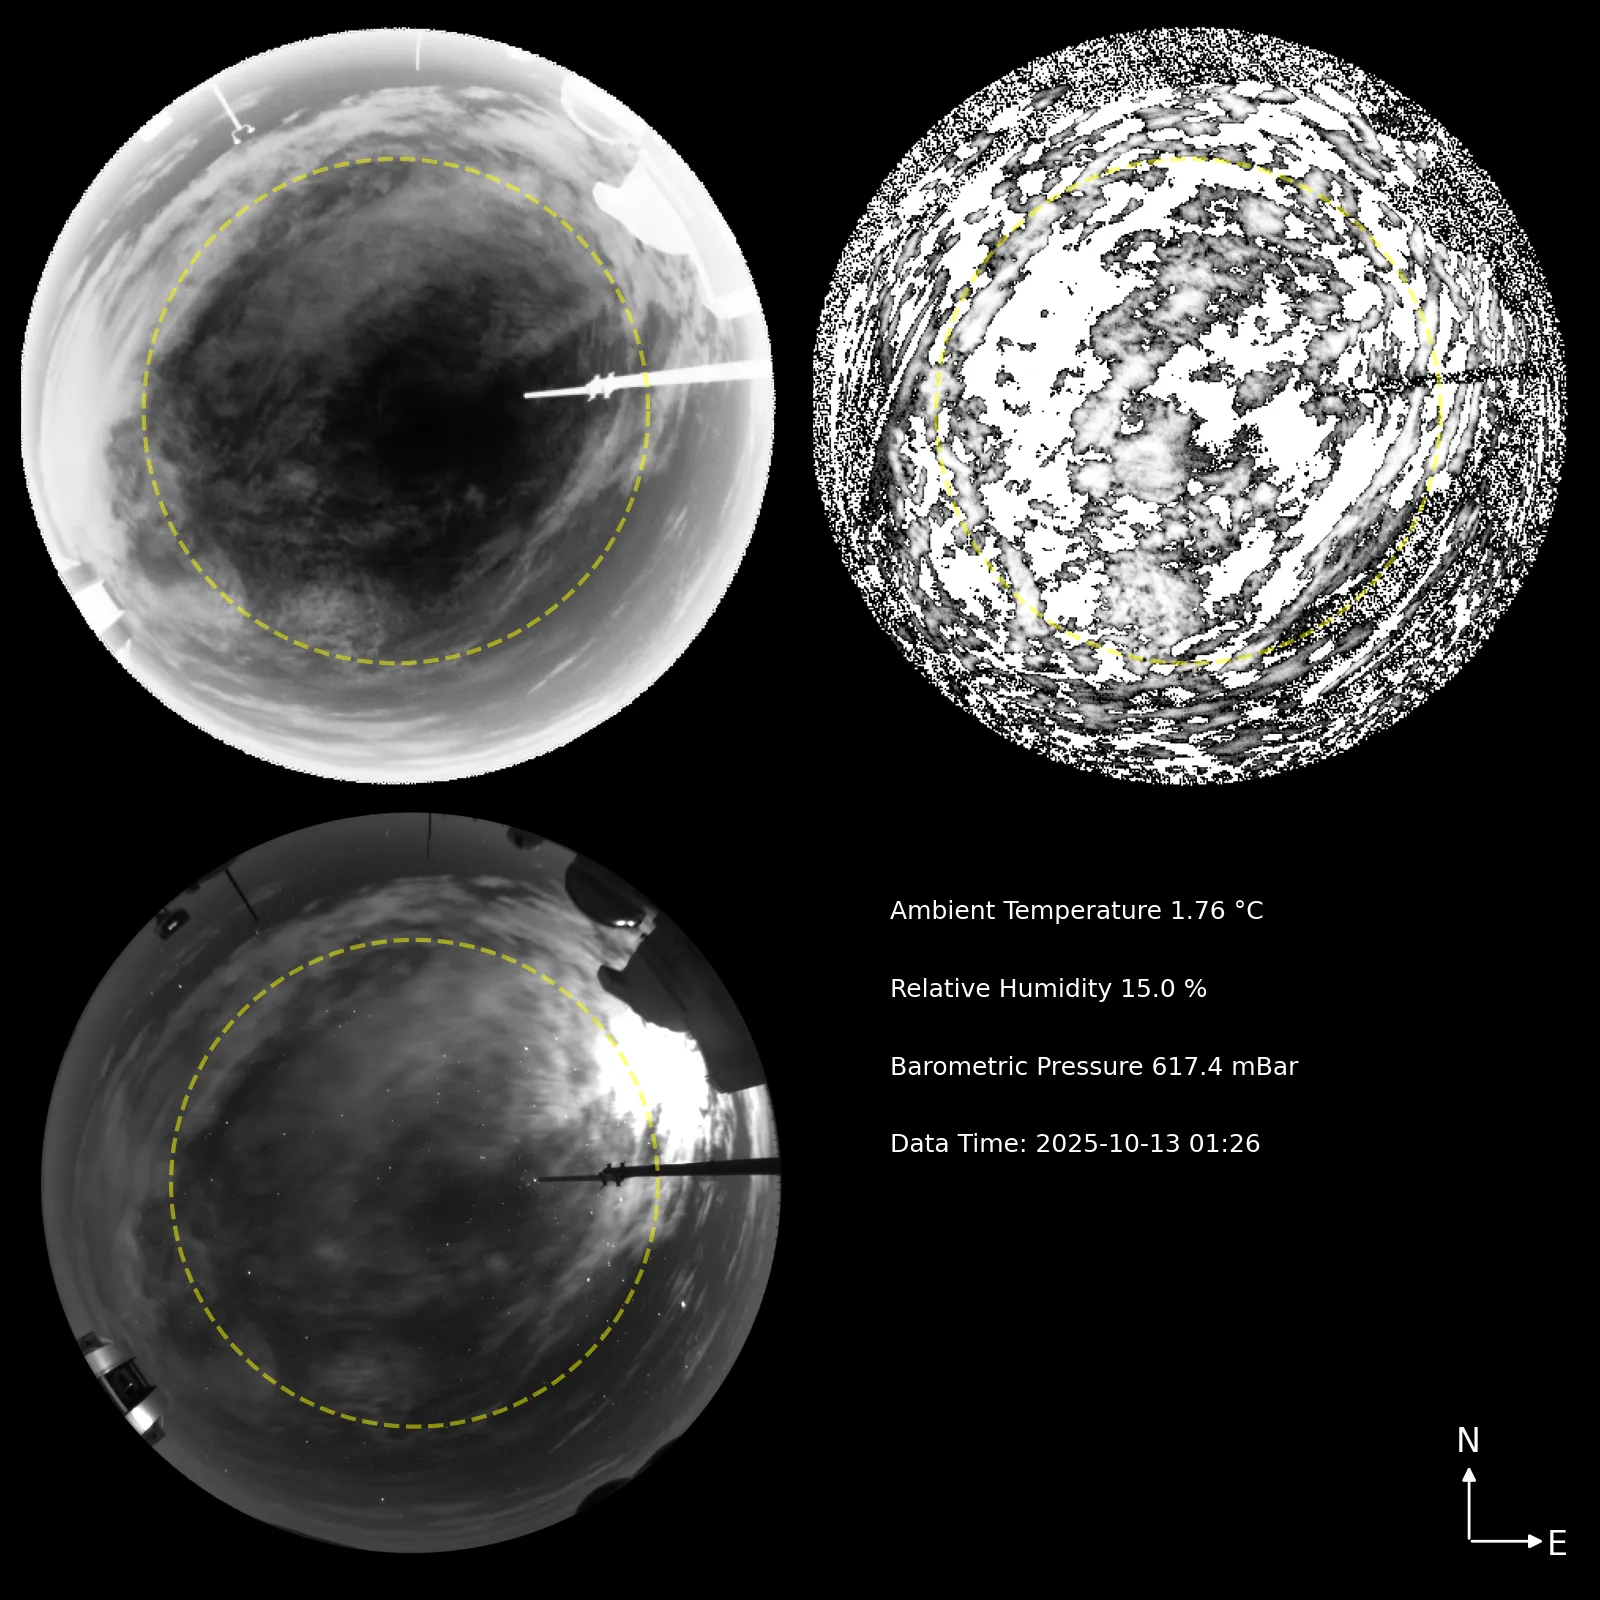 Ambient Temperature 1.76 °C
Relative Humidity 15.0 %
Barometric Pressure 617.4 mBar
Data Time: 2025-10-13 01:26
N
E